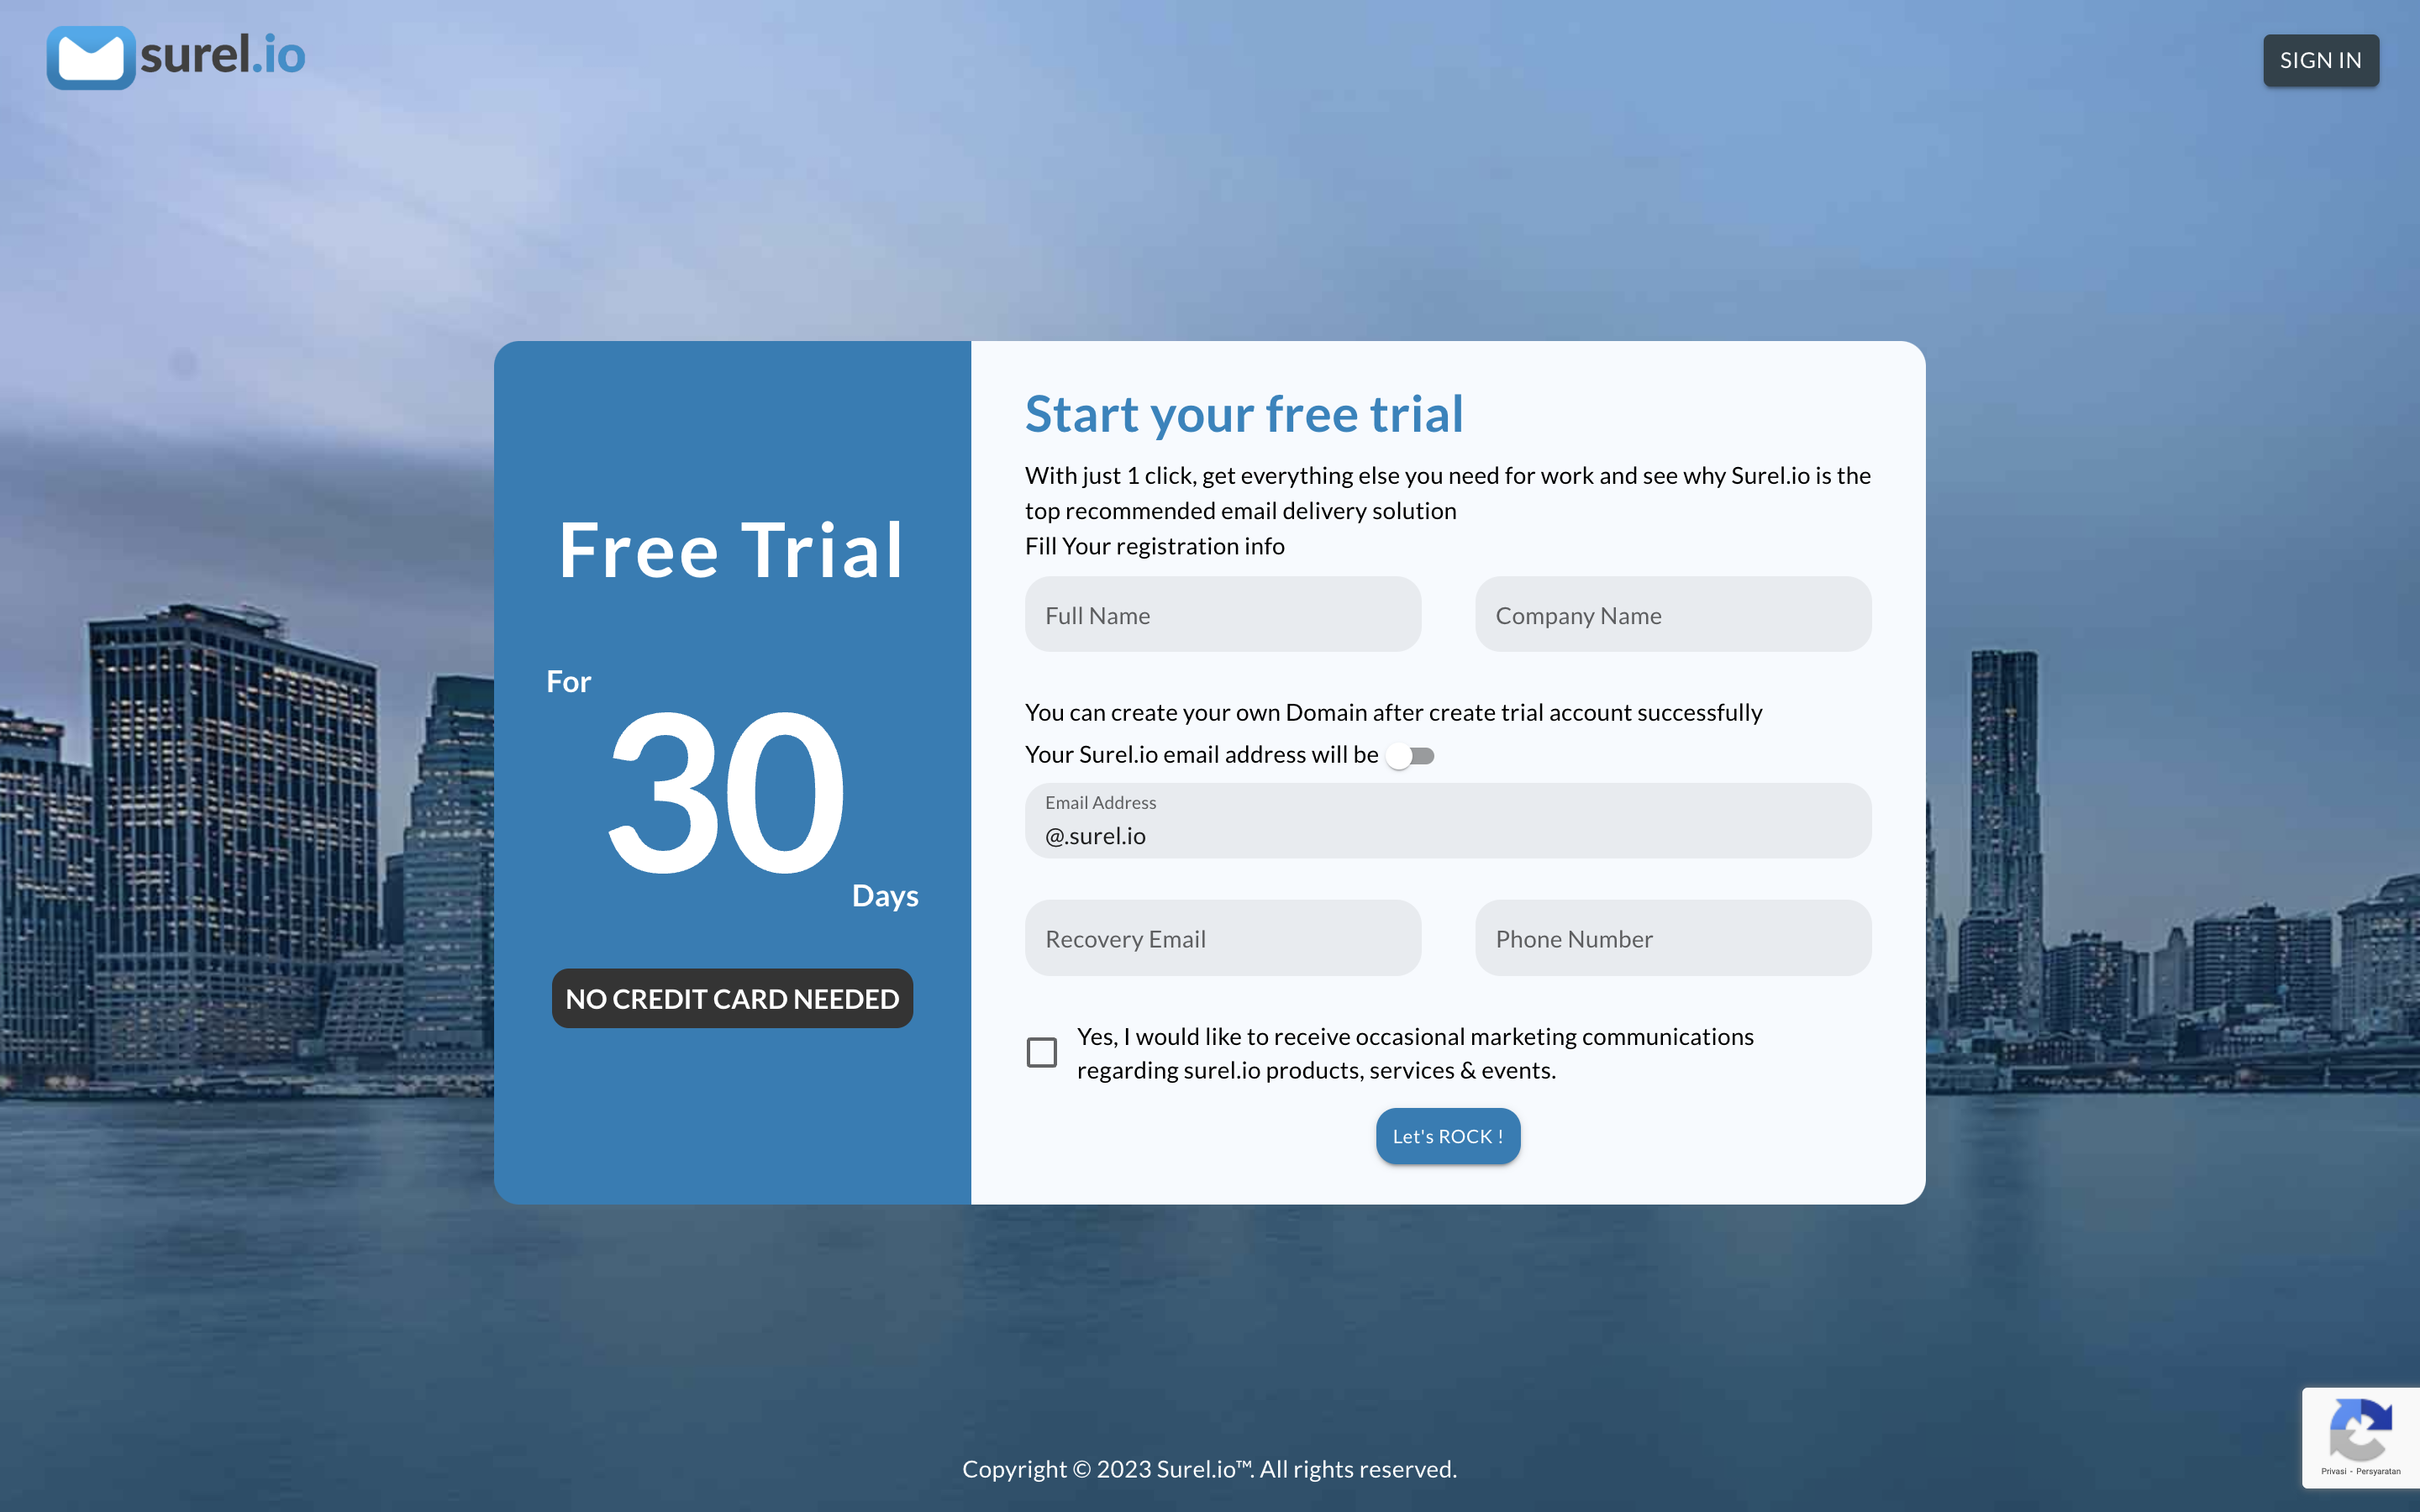 surel.io
SIGN IN
Free Trial
For
30
Days
NO CREDIT CARD NEEDED
Start your free trial
With just 1 click, get everything else you need for work and see why Surel.io is the
top recommended email delivery solution
Fill Your registration info
Full Name
Company Name
You can create your own Domain after create trial account successfully
Your Surel.io email address will be
Email Address
@.surel.io
Recovery Email
Phone Number
Yes, I would like to receive occasional marketing communications
regarding surel.io products, services & events.
Let's ROCK !
Copyright © 2023 Surel.io™. All rights reserved.
Privasi - Persyaratan